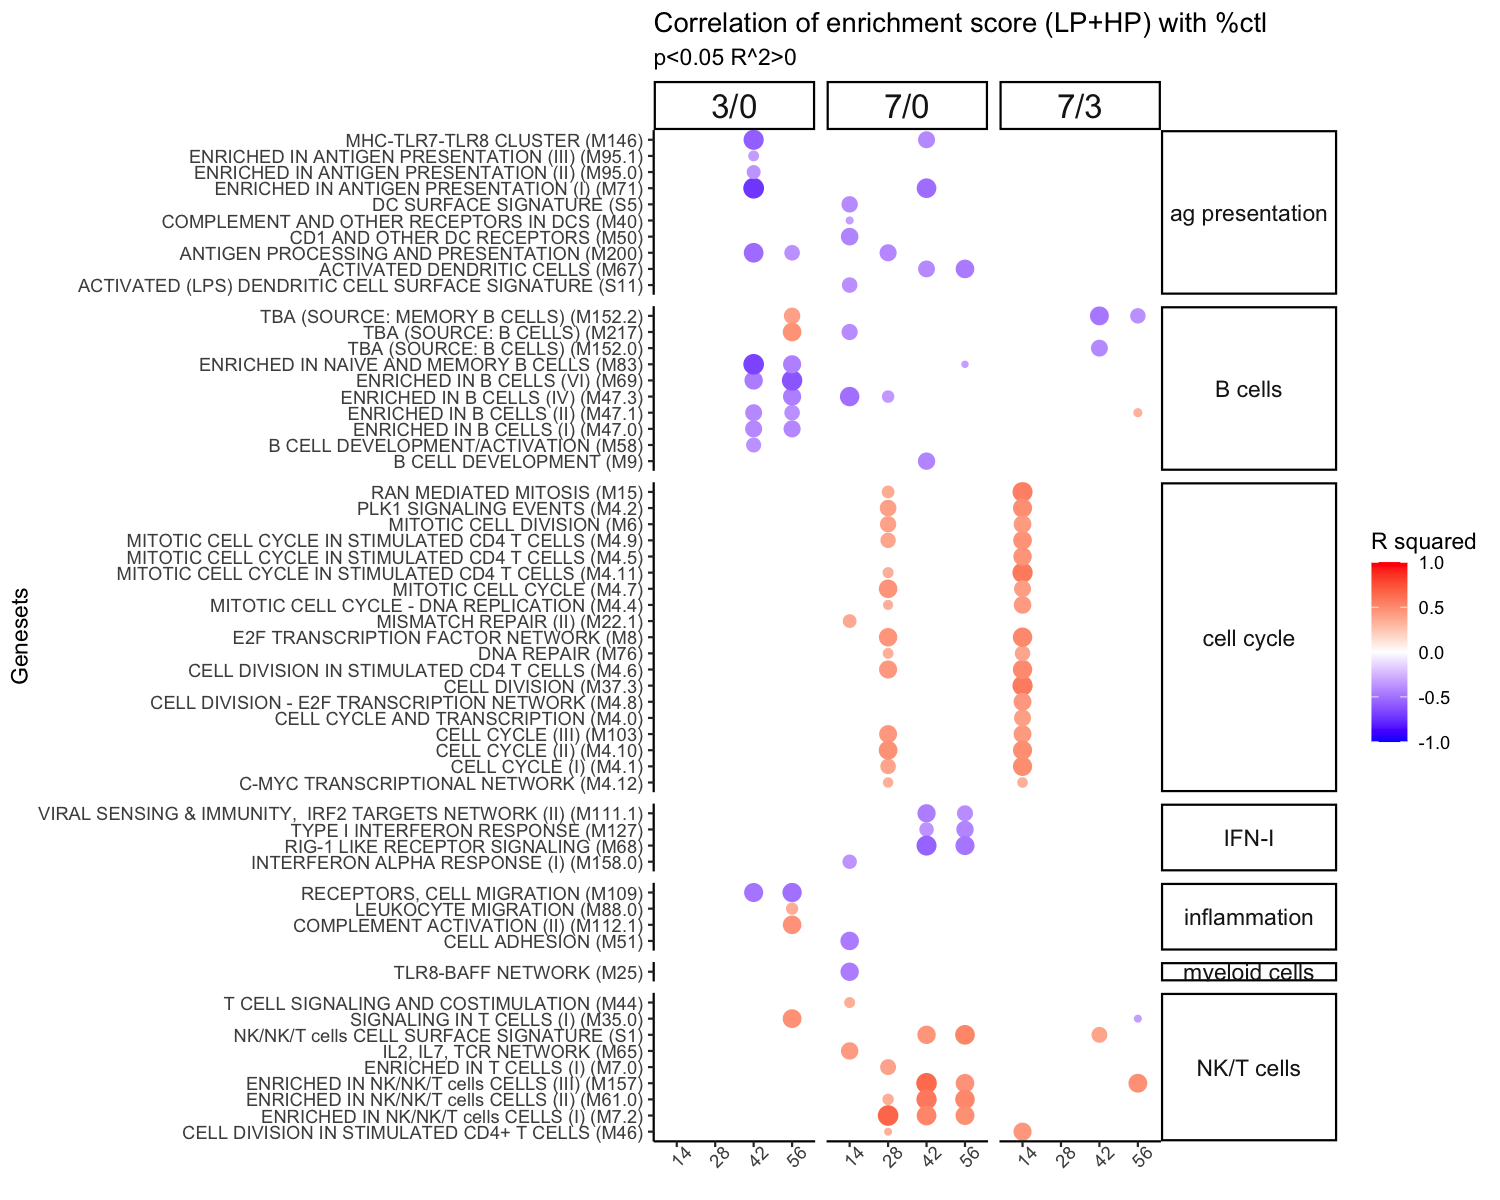 Correlation of enrichment score (LP+HP) with %ctl
p<0.05 R^2>0
3/0
7/0
7/3
MHC-TLR7-TLR8 CLUSTER (M146)
ENRICHED IN ANTIGEN PRESENTATION (III) (M95.1)
ENRICHED IN ANTIGEN PRESENTATION (II) (M95.0)
ENRICHED IN ANTIGEN PRESENTATION (I) (M71)
DC SURFACE SIGNATURE (S5)
COMPLEMENT AND OTHER RECEPTORS IN DCS (M40)
CD1 AND OTHER DC RECEPTORS (M50)
ANTIGEN PROCESSING AND PRESENTATION (M200)
ACTIVATED DENDRITIC CELLS (M67)
ACTIVATED (LPS) DENDRITIC CELL SURFACE SIGNATURE (S11)
ag presentation
TBA (SOURCE: MEMORY B CELLS) (M152.2)
TBA (SOURCE: B CELLS) (M217)
TBA (SOURCE: B CELLS) (M152.0)
ENRICHED IN NAIVE AND MEMORY B CELLS (M83)
ENRICHED IN B CELLS (VI) (M69)
ENRICHED IN B CELLS (IV) (M47.3)
ENRICHED IN B CELLS (II) (M47.1)
ENRICHED IN B CELLS (I) (M47.0)
B CELL DEVELOPMENT/ACTIVATION (M58)
B CELL DEVELOPMENT (M9)
B cells
RAN MEDIATED MITOSIS (M15)
PLK1 SIGNALING EVENTS (M4.2)
MITOTIC CELL DIVISION (M6)
MITOTIC CELL CYCLE IN STIMULATED CD4 T CELLS (M4.9)
MITOTIC CELL CYCLE IN STIMULATED CD4 T CELLS (M4.5)
MITOTIC CELL CYCLE IN STIMULATED CD4 T CELLS (M4.11)
MITOTIC CELL CYCLE (M4.7)
MITOTIC CELL CYCLE - DNA REPLICATION (M4.4)
MISMATCH REPAIR (II) (M22.1)
E2F TRANSCRIPTION FACTOR NETWORK (M8)
DNA REPAIR (M76)
CELL DIVISION IN STIMULATED CD4 T CELLS (M4.6)
CELL DIVISION (M37.3)
CELL DIVISION - E2F TRANSCRIPTION NETWORK (M4.8)
CELL CYCLE AND TRANSCRIPTION (M4.0)
CELL CYCLE (III) (M103)
CELL CYCLE (II) (M4.10)
CELL CYCLE (I) (M4.1)
C-MYC TRANSCRIPTIONAL NETWORK (M4.12)
cell cycle
VIRAL SENSING & IMMUNITY,  IRF2 TARGETS NETWORK (II) (M111.1)
TYPE I INTERFERON RESPONSE (M127)
RIG-1 LIKE RECEPTOR SIGNALING (M68)
INTERFERON ALPHA RESPONSE (I) (M158.0)
IFN-I
RECEPTORS, CELL MIGRATION (M109)
LEUKOCYTE MIGRATION (M88.0)
COMPLEMENT ACTIVATION (II) (M112.1)
CELL ADHESION (M51)
inflammation
TLR8-BAFF NETWORK (M25)
myeloid cells
T CELL SIGNALING AND COSTIMULATION (M44)
SIGNALING IN T CELLS (I) (M35.0)
NK/NK/T cells CELL SURFACE SIGNATURE (S1)
IL2, IL7, TCR NETWORK (M65)
ENRICHED IN T CELLS (I) (M7.0)
ENRICHED IN NK/NK/T cells CELLS (III) (M157)
ENRICHED IN NK/NK/T cells CELLS (II) (M61.0)
ENRICHED IN NK/NK/T cells CELLS (I) (M7.2)
CELL DIVISION IN STIMULATED CD4+ T CELLS (M46)
NK/T cells
14 28 42 56
14 28 42 56
14 28 42 56
Genesets
R squared
1.0
0.5
0.0
-0.5
-1.0